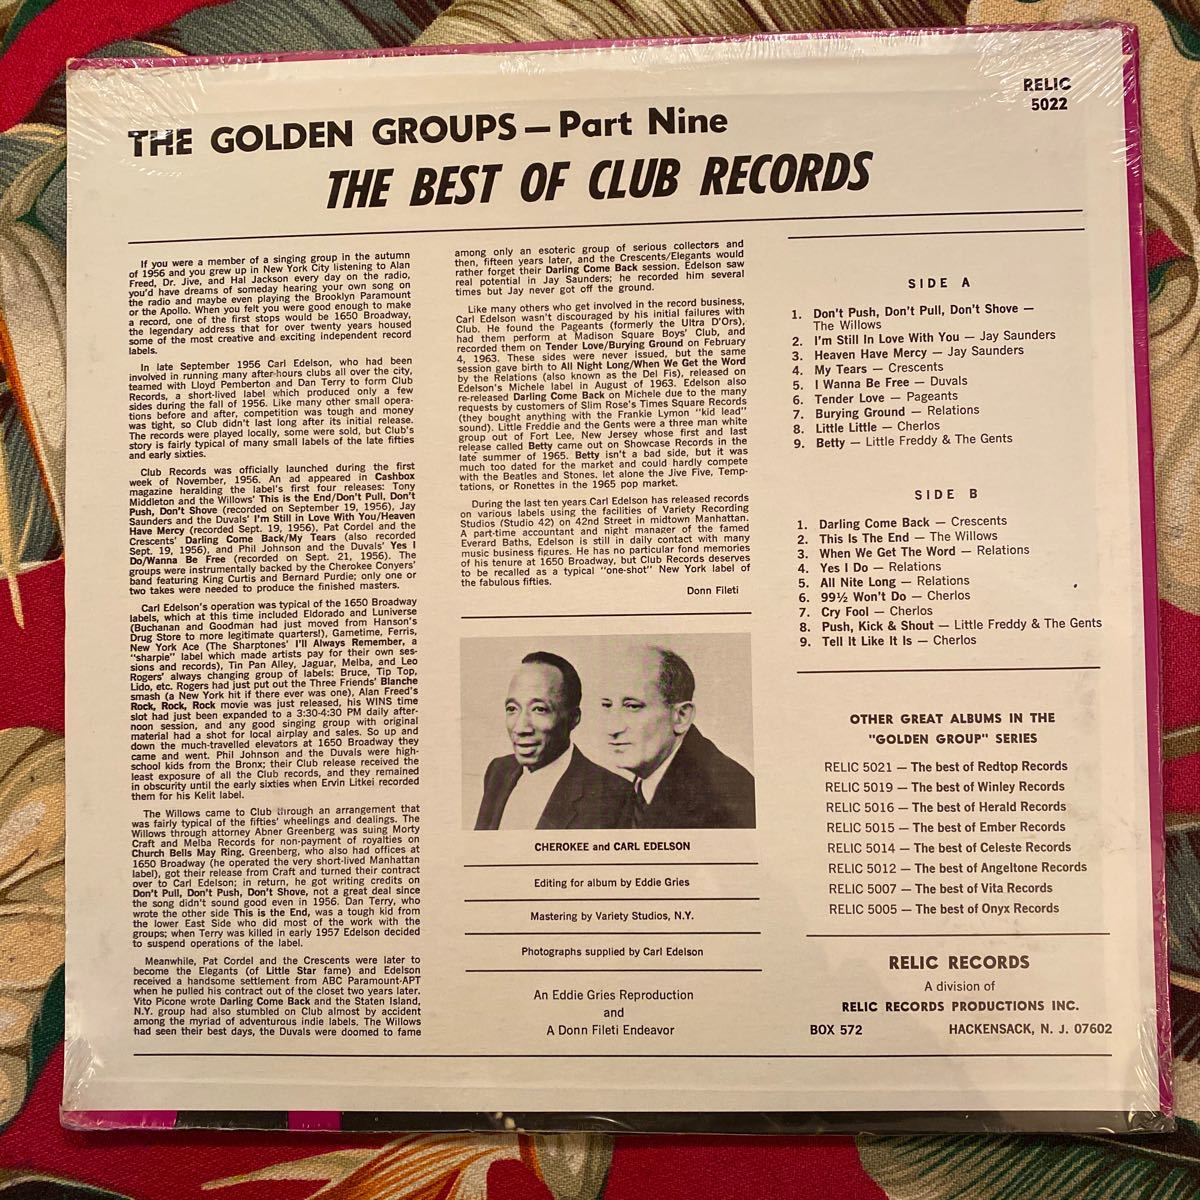 RELIC
5022
THE GOLDEN GROUPS — Part Nine
THE BEST OF CLUB RECORDS
If you were a member of a singing group in the autumn
of 1956 and you grew up in New York City listening to Alan
Freed, Dr. Jive, and Hal Jackson every day on the radio,
you'd have dreams of someday hearing your own song on
the radio and maybe even playing the Brooklyn Paramount
or the Apollo. When you felt you were good enough to make
a record, one of the first stops would be 1650 Broadway,
the legendary address that for over twenty years housed
some of the most creative and exciting independent record
labels.
In late September 1956 Carl Edelson, who had been
involved in running many after-hours clubs all over the city,
teamed with Lloyd Pemberton and Dan Terry to form Club
Records, a short-lived label which produced only a few
sides during the fall of 1956. Like many other small opera-
tions before and after, competition was tough and money
was tight, so Club didn't last long after its initial release.
The records were played locally, some were sold, but Club's
story is fairly typical of many small labels of the late fifties
and early sixties.
Club Records was officially launched during the first
week of November, 1956. An ad appeared in Cashbox
magazine heralding the label's first four releases: Tony
Middleton and the Willows' This is the End/Don't Pull, Don't
Push, Don't Shove (recorded on September 19, 1956), Jay
Saunders and the Duvals' I'm Still in Love With You/Heaven
Have Mercy (recorded Sept. 19, 1956), Pat Cordel and the
Crescents' Darling Come Back/My Tears (also recorded
Sept. 19, 1956), and Phil Johnson and the Duvals' Yes I
Do/Wanna Be Free (recorded on Sept. 21, 1956). The
groups were instrumentally backed by the Cherokee Conyers'
band featuring King Curtis and Bernard Purdie; only one or
two takes were needed to produce the finished masters.
Carl Edelson's operation was typical of the 1650 Broadway
labels, which at this time included Eldorado and Luniverse
(Buchanan and Goodman had just moved from Hanson's
Drug Store to more legitimate quarters!), Gametime, Ferris,
New York Ace (The Sharptones' I'll Always Remember, a
"sharpie" label which made artists pay for their own ses-
sions and records), Tin Pan Alley, Jaguar, Melba, and Leo
Rogers' always changing group of labels: Bruce, Tip Top,
Lido, etc. Rogers had just put out the Three Friends' Blanche
smash (a New York hit if there ever was one), Alan Freed's
Rock, Rock, Rock movie was just released, his WINS time
slot had just been expanded to a 3:30-4:30 PM daily after-
noon session, and any good singing group with original
material had a shot for local airplay and sales. So up and
down the much-travelled elevators at 1650 Broadway they
came and went. Phil Johnson and the Duvals were high-
school kids from the Bronx; their Club release received the
least exposure of all the Club records, and they remained
in obscurity until the early sixties when Ervin Litkei recorded
them for his Kelit label.
The Willows came to Club through an arrangement that
was fairly typical of the fifties' wheelings and dealings. The
Willows through attorney Abner Greenberg was suing Morty
Craft and Melba Records for non-payment of royalties on
Church Bells May Ring. Greenberg, who also had offices at
1650 Broadway (he operated the very short-lived Manhattan
label), got their release from Craft and turned their contract
over to Carl Edelson; in return, he got writing credits on
Don't Pull, Don't Push, Don't Shove, not a great deal since
the song didn't sound good even in 1956. Dan Terry, who
wrote the other side This is the End, was a tough kid from
the lower East Side who did most of the work with the
groups; when Terry was killed in early 1957 Edelson decided
to suspend operations of the label.
Meanwhile, Pat Cordel and the Crescents were later to
become the Elegants (of Little Star fame) and Edelson
received a handsome settlement from ABC Paramount-APT
when he pulled his contract out of the closet two years later.
Vito Picone wrote Darling Come Back and the Staten Island,
N.Y. group had also stumbled on Club almost by accident
among the myriad of adventurous indie labels. The Willows
had seen their best days, the Duvals were doomed to fame
among only an esoteric group of serious collectors and
then, fifteen years later, and the Crescents/Elegants would
rather forget their Darling Come Back session. Edelson saw
real potential in Jay Saunders; he recorded him several
times but Jay never got off the ground.
Like many others who get involved in the record business,
Carl Edelson wasn't discouraged by his initial failures with
Club. He found the Pageants (formerly the Ultra D'Ors),
had them perform at Madison Square Boys' Club, and
recorded them on Tender Love/Burying Ground on February
4, 1963. These sides were never issued, but the same
session gave birth to All Night Long/When We Get the Word
by the Relations (also known as the Del Fis), released on
Edelson's Michele label in August of 1963. Edelson also
re-released Darling Come Back on Michele due to the many
requests by customers of Slim Rose's Times Square Records
(they bought anything with the Frankie Lymon "kid lead"
sound). Little Freddie and the Gents were a three man white
group out of Fort Lee, New Jersey whose first and last
release called Betty came out on Showcase Records in the
late summer of 1965. Betty isn't a bad side, but it was
much too dated for the market and could hardly compete
with the Beatles and Stones, let alone the Jive Five, Temp-
tations, or Ronettes in the 1965 pop market.
During the last ten years Carl Edelson has released records
on various labels using the facilities of Variety Recording
Studios (Studio 42) on 42nd Street in midtown Manhattan.
A part-time accountant and night manager of the famed
Everard Baths, Edelson is still in daily contact with many
music business figures. He has no particular fond memories
of his tenure at 1650 Broadway, but Club Records deserves
to be recalled as a typical "one-shot" New York label of
the fabulous fifties.
Donn Fileti
CHEROKEE and CARL EDELSON
Editing for album by Eddie Gries
Mastering by Variety Studios, N.Y.
Photographs supplied by Carl Edelson
An Eddie Gries Reproduction
and
A Donn Fileti Endeavor
SIDE A
1. Don't Push, Don't Pull, Don't Shove —
The Willows
2. I'm Still In Love With You — Jay Saunders
3. Heaven Have Mercy — Jay Saunders
4. My Tears — Crescents
5. I Wanna Be Free — Duvals
6. Tender Love — Pageants
7. Burying Ground — Relations
8. Little Little — Cherlos
9. Betty — Little Freddy & The Gents
SIDE B
1. Darling Come Back — Crescents
2. This Is The End — The Willows
3. When We Get The Word — Relations
4. Yes I Do — Relations
5. All Nite Long — Relations
6. 99½ Won't Do — Cherlos
7. Cry Fool — Cherlos
8. Push, Kick & Shout — Little Freddy & The Gents
9. Tell It Like It Is — Cherlos
OTHER GREAT ALBUMS IN THE
"GOLDEN GROUP" SERIES
RELIC 5021 — The best of Redtop Records
RELIC 5019 — The best of Winley Records
RELIC 5016 — The best of Herald Records
RELIC 5015 — The best of Ember Records
RELIC 5014 — The best of Celeste Records
RELIC 5012 — The best of Angeltone Records
RELIC 5007 — The best of Vita Records
RELIC 5005 — The best of Onyx Records
RELIC RECORDS
A division of
RELIC RECORDS PRODUCTIONS INC.
BOX 572 HACKENSACK, N. J. 07602